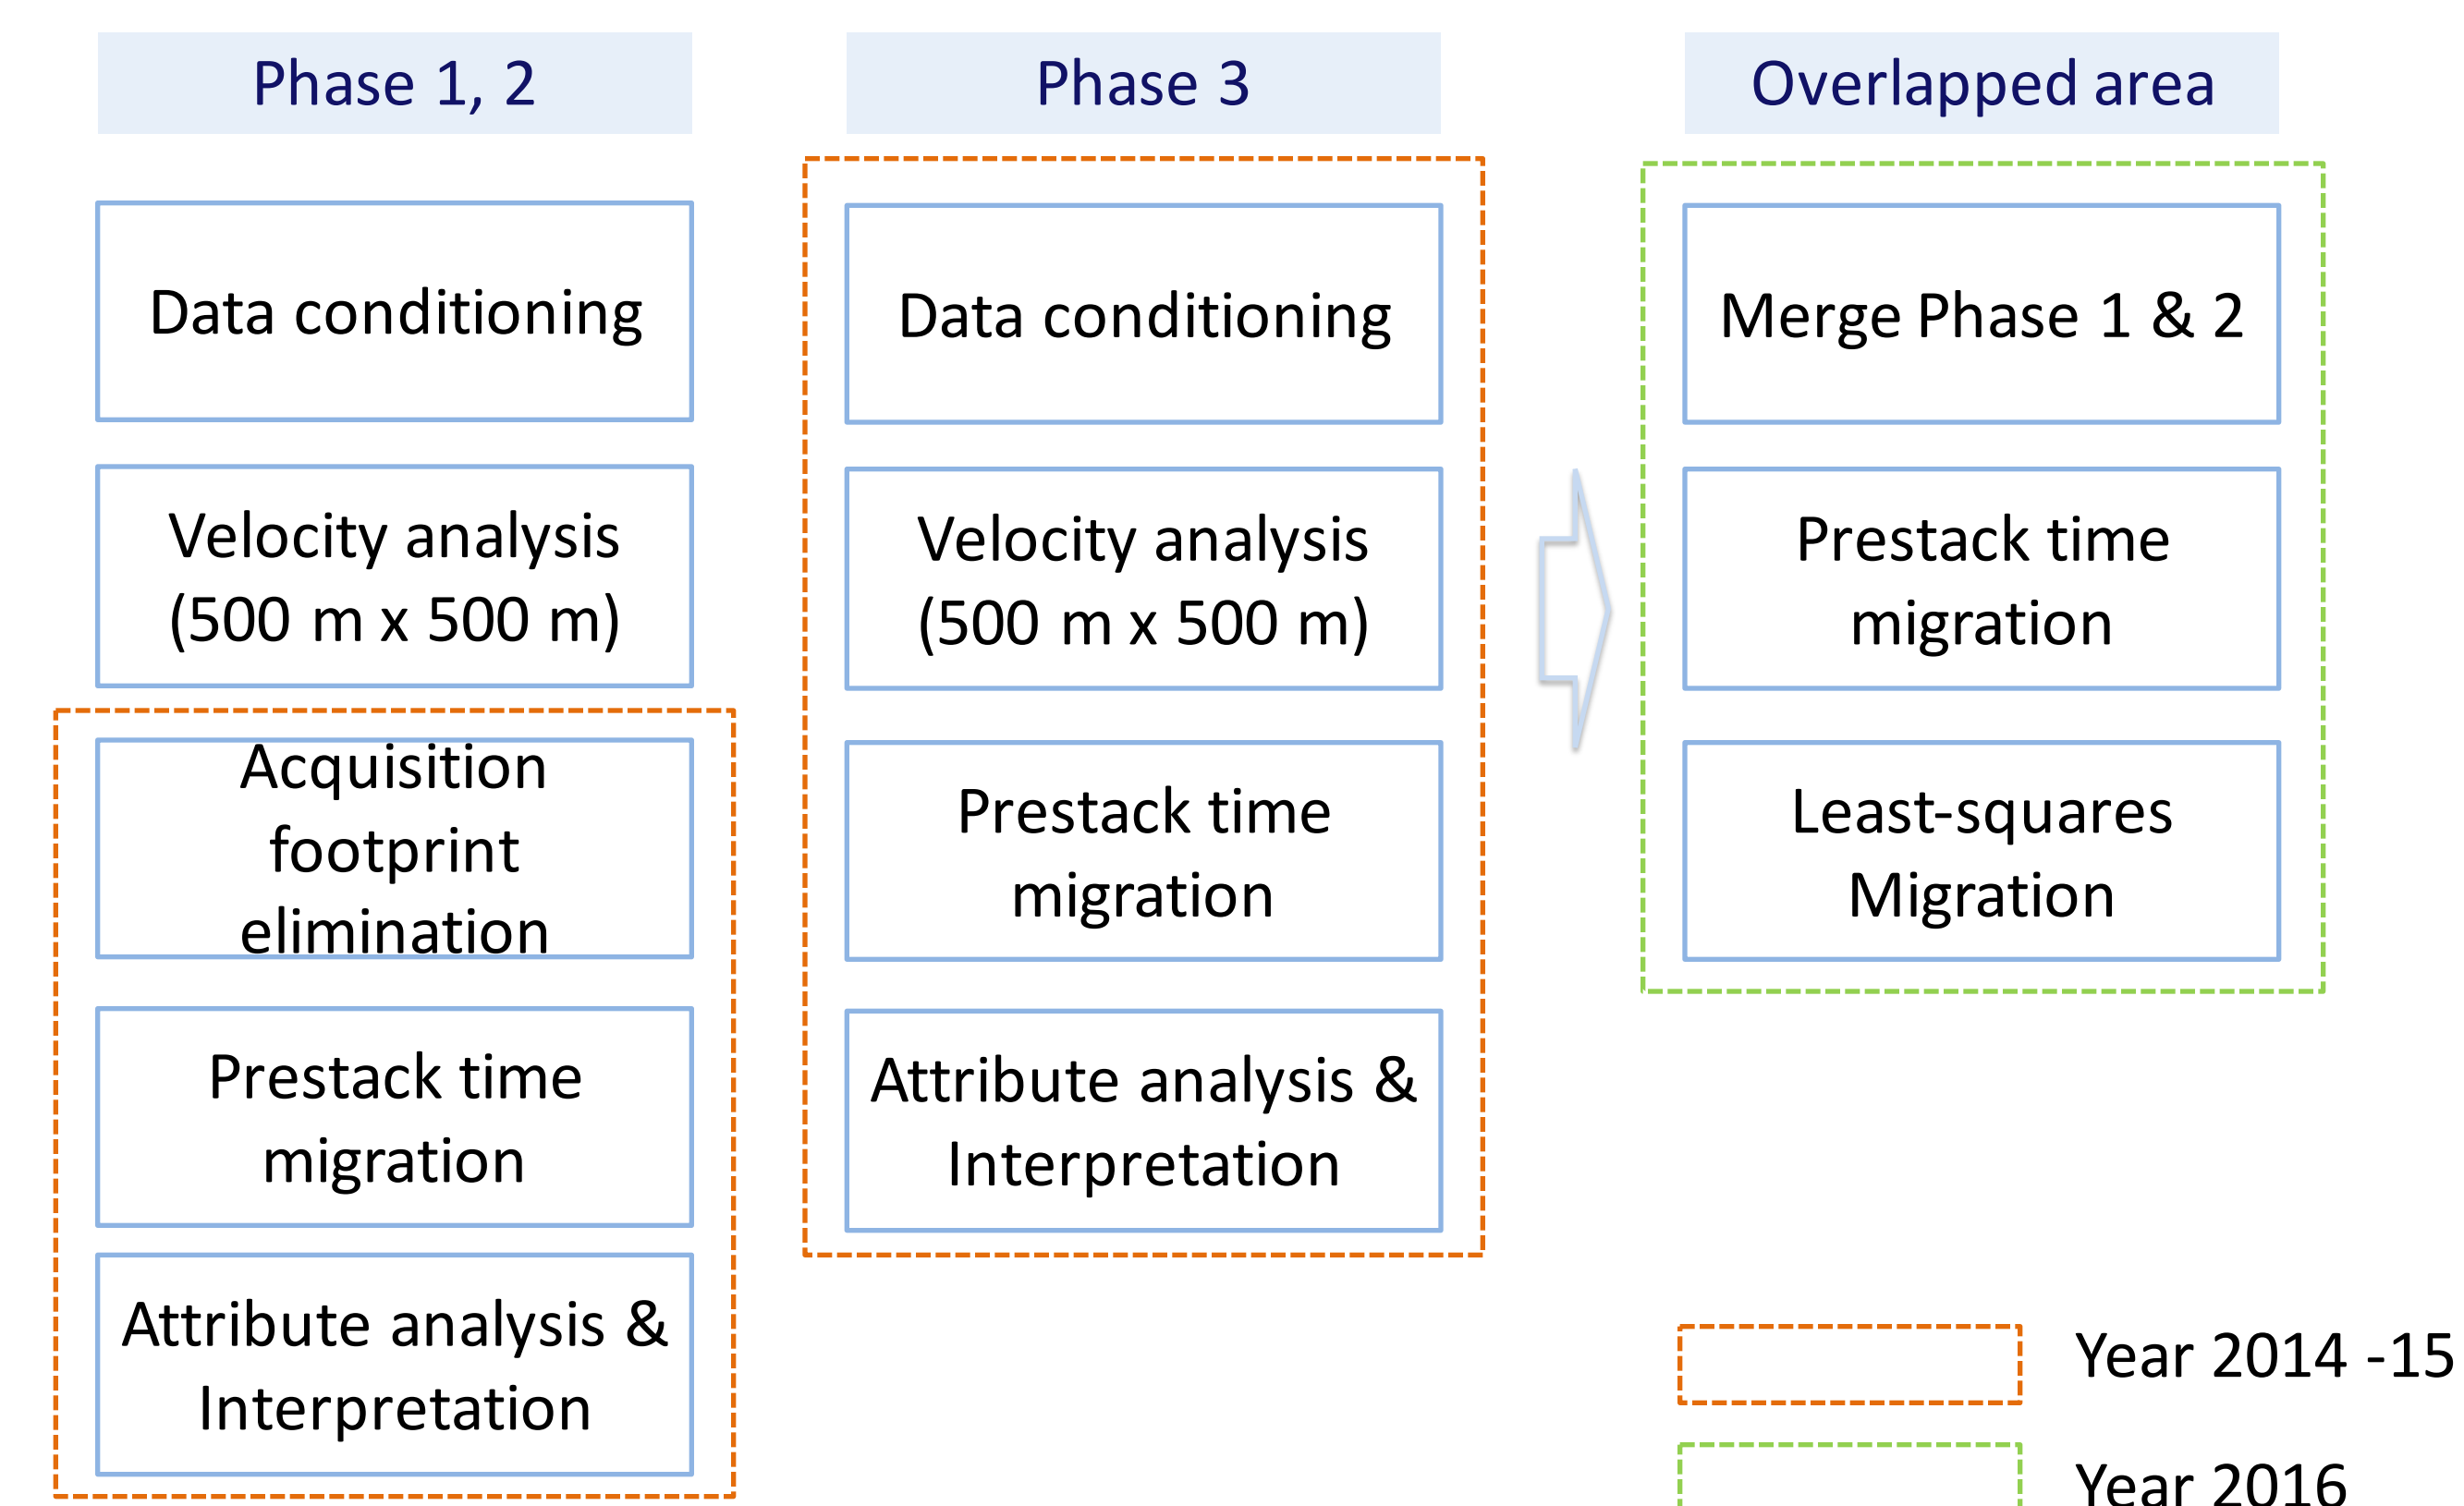 Phase 1, 2
Data conditioning
Velocity analysis
(500 m x 500 m)
Acquisition
footprint
elimination
Prestack time
migration
Attribute analysis &
Interpretation
Phase 3
Data conditioning
Velocity analysis
(500 m x 500 m)
Prestack time
migration
Attribute analysis &
Interpretation
Overlapped area
Merge Phase 1 & 2
Prestack time
migration
Least-squares
Migration
Year 2014 -15
Year 2016